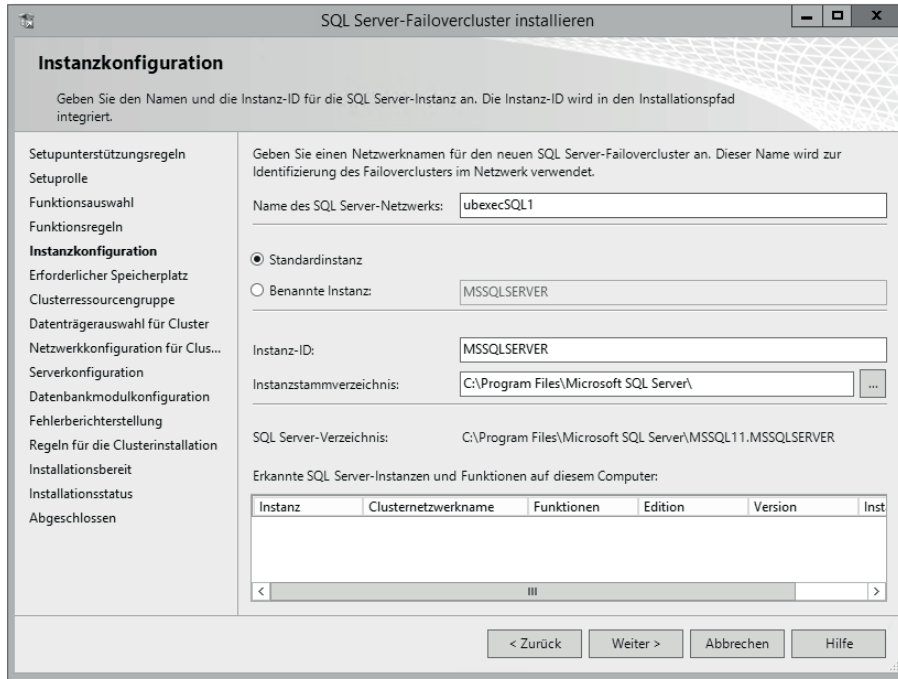 SQL Server-Failovercluster installieren
Instanzkonfiguration
Geben Sie den Namen und die Instanz-ID für die SQL Server-Instanz an. Die Instanz-ID wird in den Installationspfad
integriert.
Setupunterstützungsregeln
Setuprolle
Funktionsauswahl
Funktionsregeln
Instanzkonfiguration
Erforderlicher Speicherplatz
Clusterressourcengruppe
Datenträgerauswahl für Cluster
Netzwerkkonfiguration für Clus...
Serverkonfiguration
Datenbankmodulkonfiguration
Fehlerberichterstellung
Regeln für die Clusterinstallation
Installationsbereit
Installationsstatus
Abgeschlossen
Geben Sie einen Netzwerknamen für den neuen SQL Server-Failovercluster an. Dieser Name wird zur
Identifizierung des Failoverclusters im Netzwerk verwendet.
Name des SQL Server-Netzwerks: ubexecSQL1
Standardinstanz
Benannte Instanz: MSSQLSERVER
Instanz-ID: MSSQLSERVER
Instanzstammverzeichnis: C:\Program Files\Microsoft SQL Server\ ...
SQL Server-Verzeichnis: C:\Program Files\Microsoft SQL Server\MSSQL11.MSSQLSERVER
Erkannte SQL Server-Instanzen und Funktionen auf diesem Computer:
Instanz Clusternetzwerkname Funktionen Edition Version Inst
< Zurück Weiter > Abbrechen Hilfe